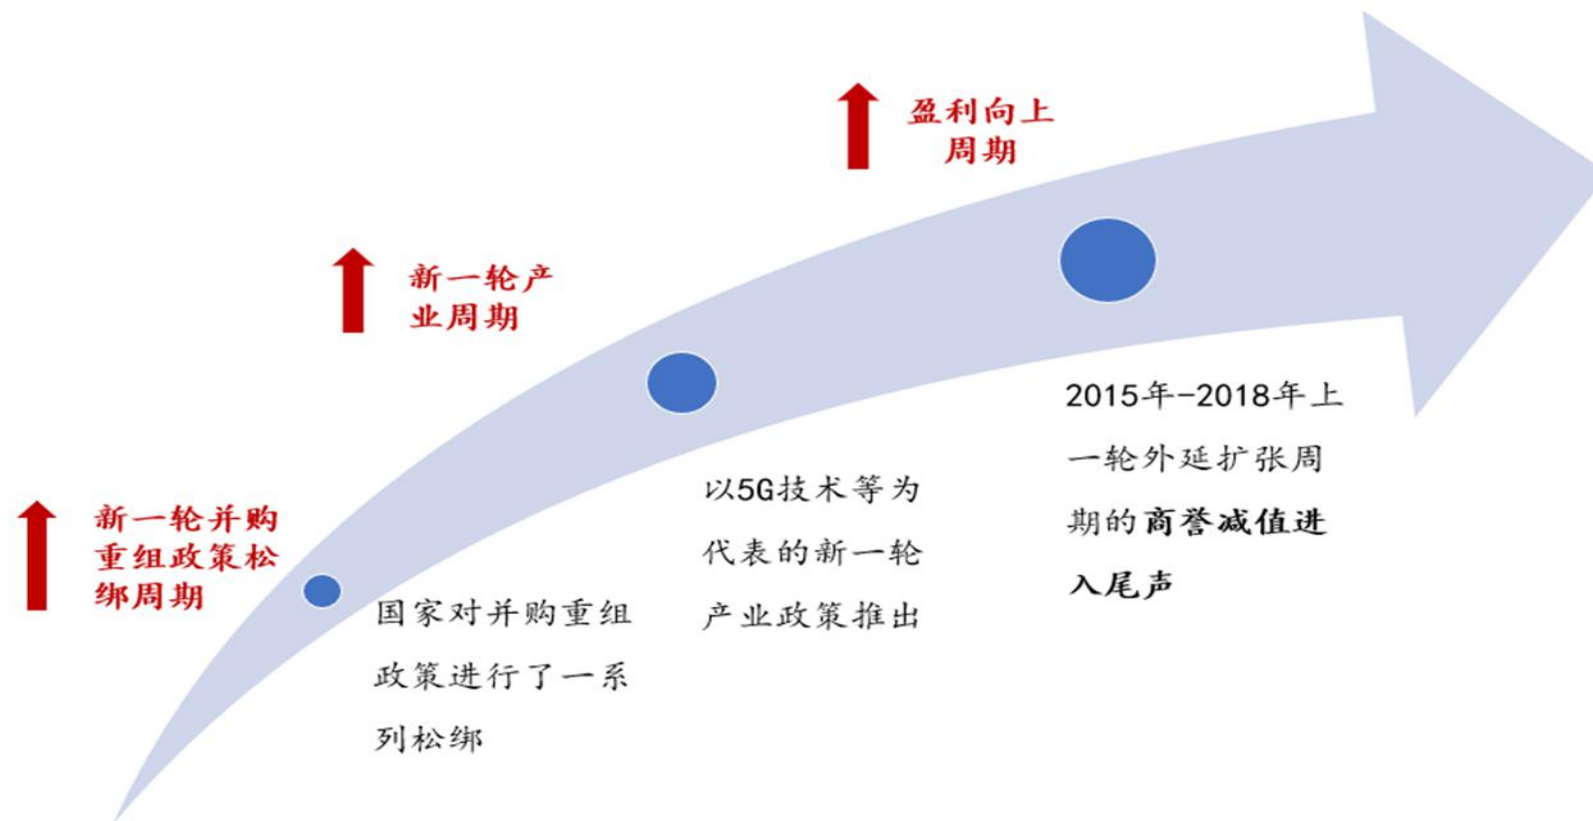 盈利向上
周期
新一轮产
业周期
新一轮并购
重组政策松
绑周期
国家对并购重组
政策进行了一系
列松绑
以5G技术等为
代表的新一轮
产业政策推出
2015年-2018年上
一轮外延扩张周
期的商誉减值进
入尾声